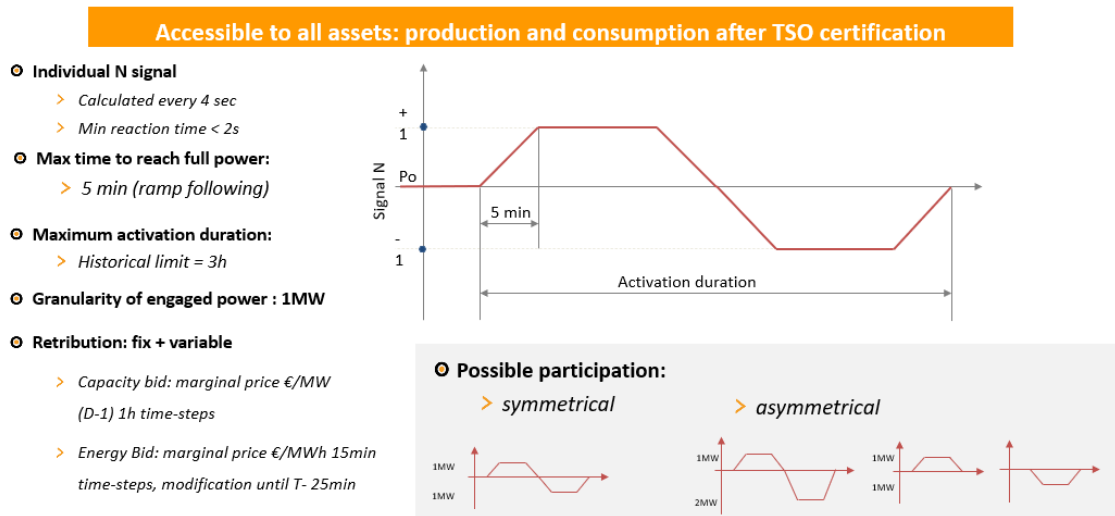 Accessible to all assets: production and consumption after TSO certification
Individual N signal
Calculated every 4 sec
Min reaction time < 2s
Max time to reach full power:
5 min (ramp following)
Maximum activation duration:
Historical limit = 3h
Granularity of engaged power : 1MW
Retribution: fix + variable
Capacity bid: marginal price €/MW
(D-1) 1h time-steps
Energy Bid: marginal price €/MWh 15min
time-steps, modification until T- 25min
Signal N
+
1
Po
-
1
5 min
Activation duration
Possible participation:
symmetrical
asymmetrical
1MW
1MW
1MW
2MW
1MW
1MW